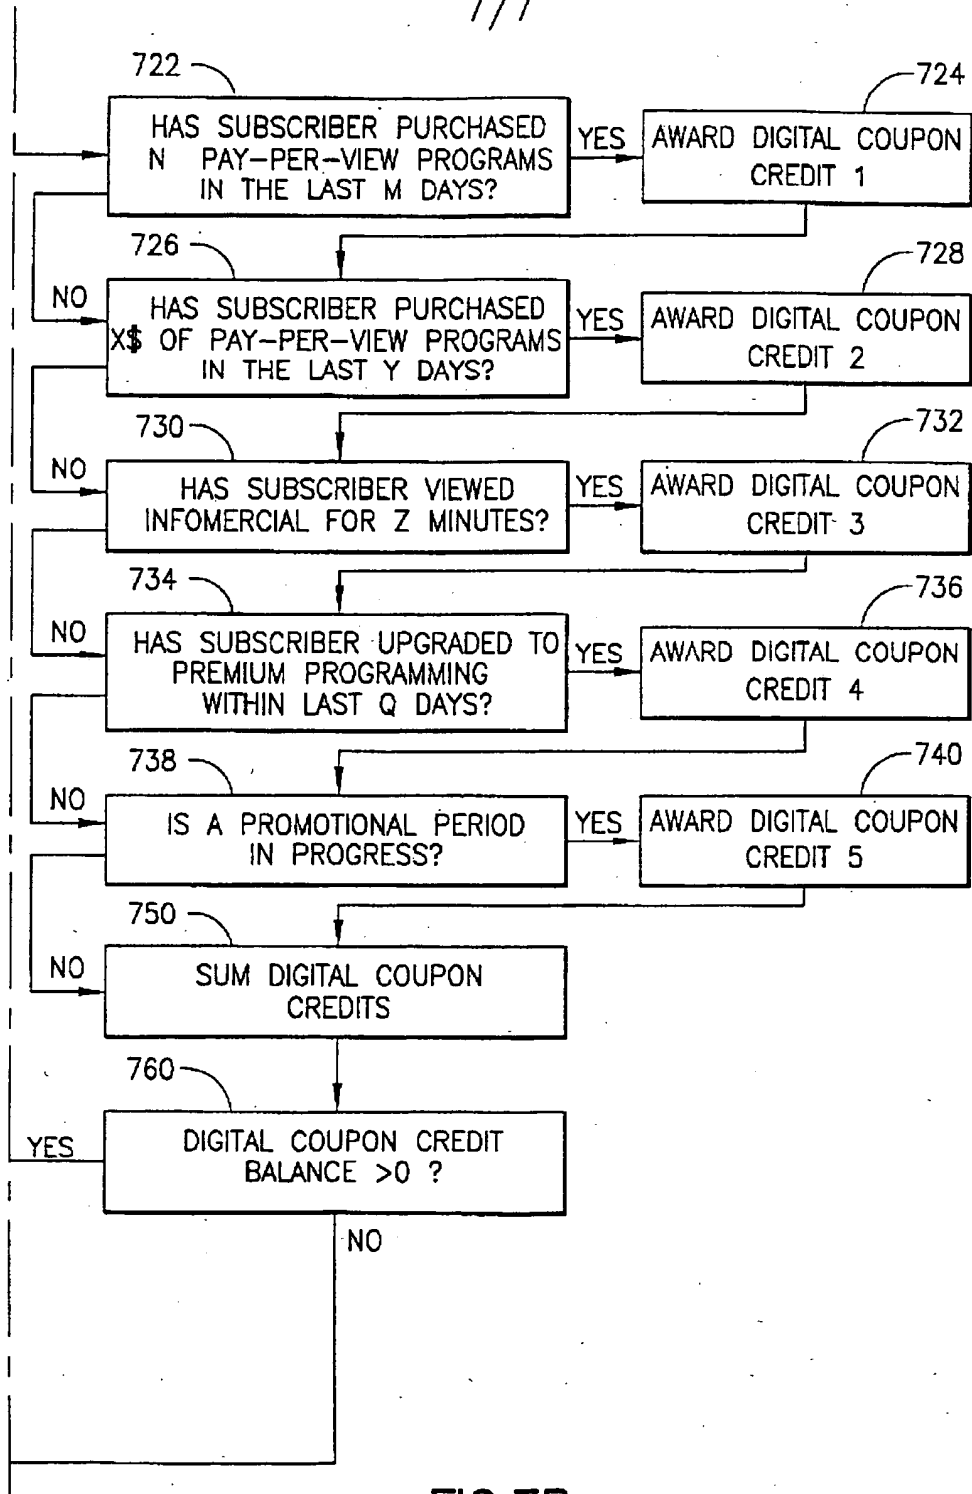 7/7
722
HAS SUBSCRIBER PURCHASED
N PAY-PER-VIEW PROGRAMS
IN THE LAST M DAYS?
YES
724
AWARD DIGITAL COUPON
CREDIT 1
NO
726
HAS SUBSCRIBER PURCHASED
X$ OF PAY-PER-VIEW PROGRAMS
IN THE LAST Y DAYS?
YES
728
AWARD DIGITAL COUPON
CREDIT 2
NO
730
HAS SUBSCRIBER VIEWED
INFOMERCIAL FOR Z MINUTES?
YES
732
AWARD DIGITAL COUPON
CREDIT 3
NO
734
HAS SUBSCRIBER UPGRADED TO
PREMIUM PROGRAMMING
WITHIN LAST Q DAYS?
YES
736
AWARD DIGITAL COUPON
CREDIT 4
NO
738
IS A PROMOTIONAL PERIOD
IN PROGRESS?
YES
740
AWARD DIGITAL COUPON
CREDIT 5
NO
750
SUM DIGITAL COUPON
CREDITS
760
DIGITAL COUPON CREDIT
BALANCE >0 ?
YES
NO